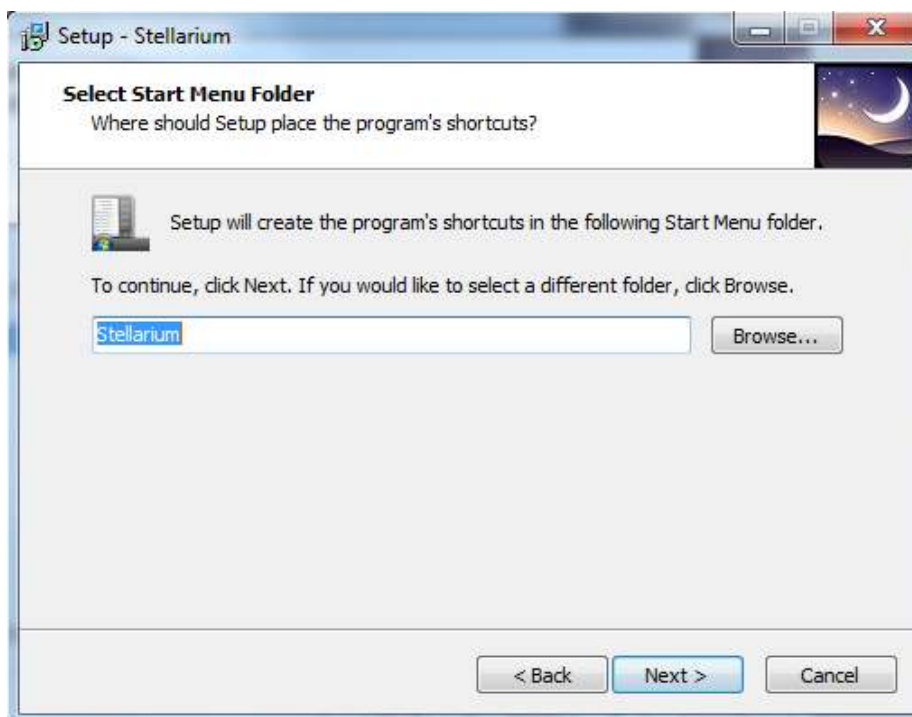 Setup - Stellarium
Select Start Menu Folder
Where should Setup place the program's shortcuts?
Setup will create the program's shortcuts in the following Start Menu folder.
To continue, click Next. If you would like to select a different folder, click Browse.
Stellarium
Browse...
< Back
Next >
Cancel